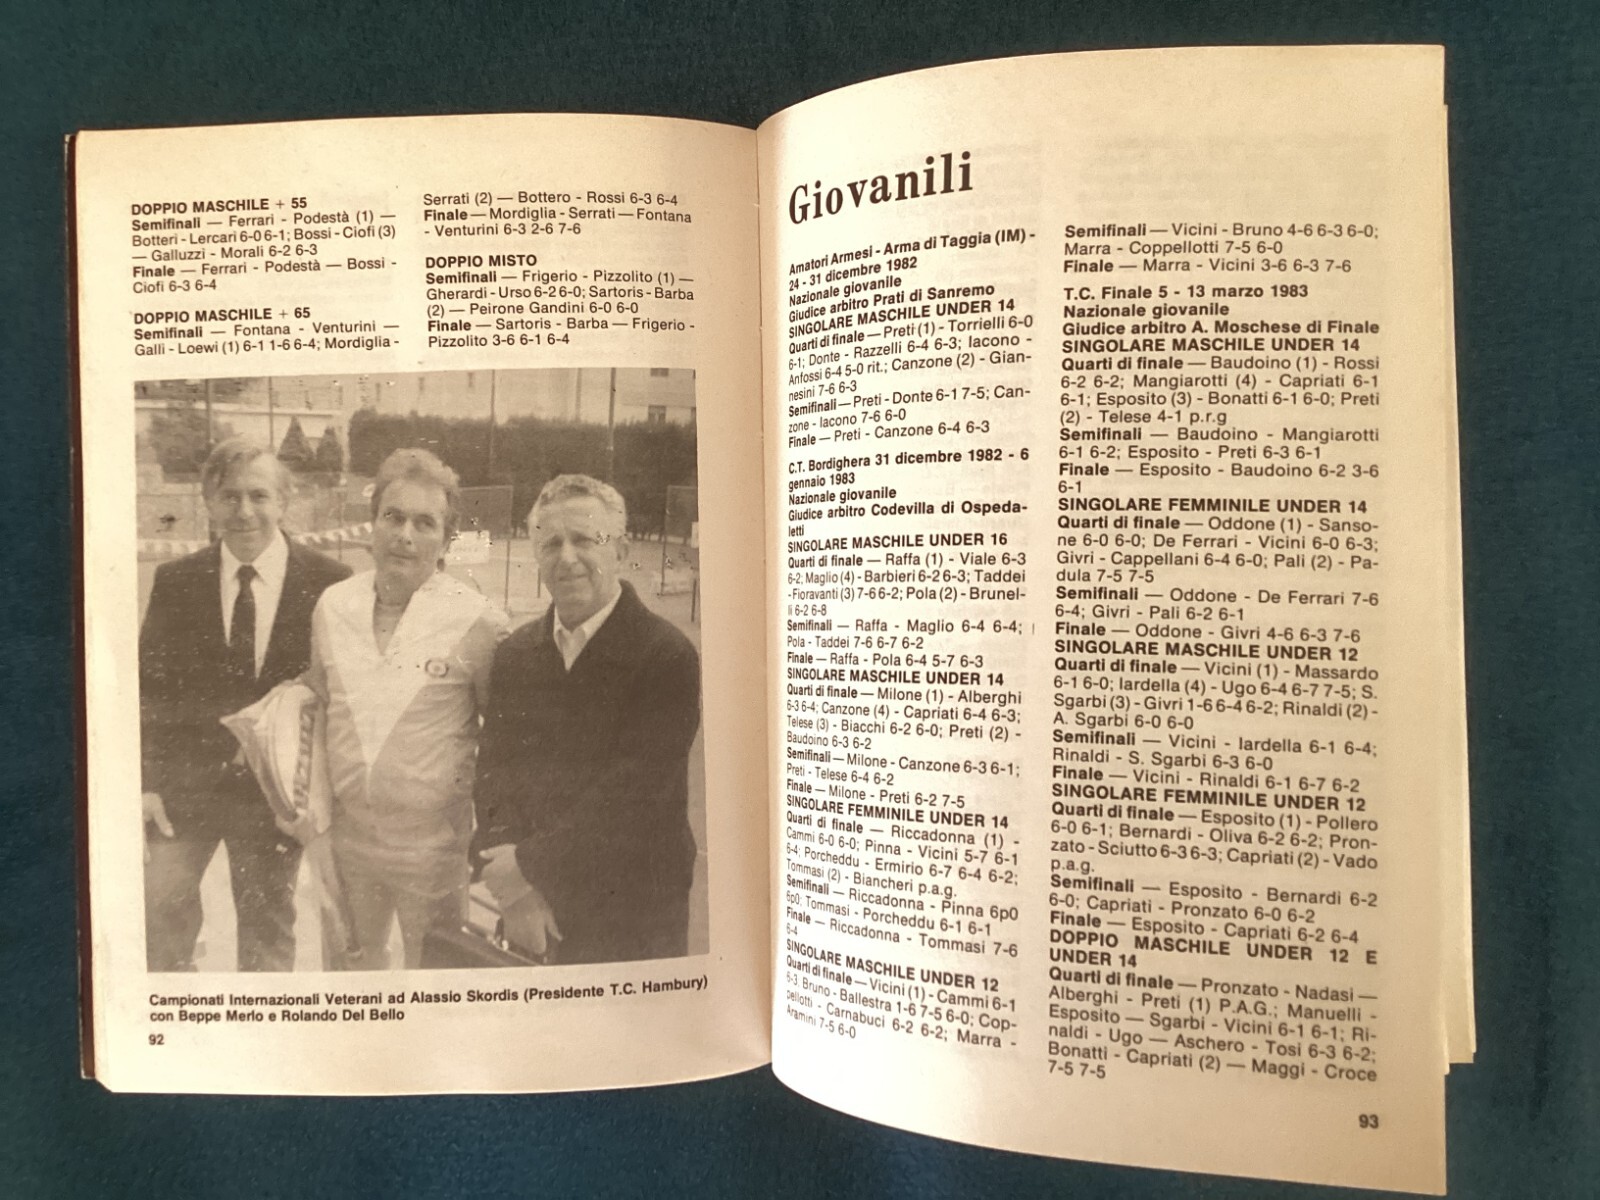 DOPPIO MASCHILE + 55
Semifinali — Ferrari - Podestà (1) —
Botteri - Lercari 6-0 6-1; Bossi - Ciofi (3)
— Galluzzi - Morali 6-2 6-3
Finale — Ferrari - Podestà — Bossi -
Ciofi 6-3 6-4
DOPPIO MASCHILE + 65
Semifinali — Fontana - Venturini —
Galli - Loewi (1) 6-1 1-6 6-4; Mordiglia -
Serrati (2) — Bottero - Rossi 6-3 6-4
Finale — Mordiglia - Serrati — Fontana
- Venturini 6-3 2-6 7-6
DOPPIO MISTO
Semifinali — Frigerio - Pizzolito (1) —
Gherardi - Urso 6-2 6-0; Sartoris - Barba
(2) — Peirone Gandini 6-0 6-0
Finale — Sartoris - Barba — Frigerio -
Pizzolito 3-6 6-1 6-4
Campionati Internazionali Veterani ad Alassio Skordis (Presidente T.C. Hambury)
con Beppe Merlo e Rolando Del Bello
92
Giovanili
Amatori Armesi - Arma di Taggia (IM) -
24 - 31 dicembre 1982
Nazionale giovanile
Giudice arbitro Prati di Sanremo
SINGOLARE MASCHILE UNDER 14
Quarti di finale — Preti (1) - Torrielli 6-0
6-1; Donte - Razzelli 6-4 6-3; Iacono -
Anfossi 6-4 5-0 rit.; Canzone (2) - Gian-
nesini 7-6 6-3
Semifinali — Preti - Donte 6-1 7-5; Can-
zone - Iacono 7-6 6-0
Finale — Preti - Canzone 6-4 6-3
C.T. Bordighera 31 dicembre 1982 - 6
gennaio 1983
Nazionale giovanile
Giudice arbitro Codevilla di Ospeda-
letti
SINGOLARE MASCHILE UNDER 16
Quarti di finale — Raffa (1) - Viale 6-3
6-2; Maglio (4) - Barbieri 6-2 6-3; Taddei
- Fioravanti (3) 7-6 6-2; Pola (2) - Brunel-
li 6-2 6-8
Semifinali — Raffa - Maglio 6-4 6-4;
Pola - Taddei 7-6 6-7 6-2
Finale — Raffa - Pola 6-4 5-7 6-3
SINGOLARE MASCHILE UNDER 14
Quarti di finale — Milone (1) - Alberghi
6-3 6-4; Canzone (4) - Capriati 6-4 6-3;
Telese (3) - Biacchi 6-2 6-0; Preti (2) -
Baudoino 6-3 6-2
Semifinali — Milone - Canzone 6-3 6-1;
Preti - Telese 6-4 6-2
Finale — Milone - Preti 6-2 7-5
SINGOLARE FEMMINILE UNDER 14
Quarti di finale — Riccadonna (1) -
Cammi 6-0 6-0; Pinna - Vicini 5-7 6-1
6-4; Porcheddu - Ermirio 6-7 6-4 6-2;
Tommasi (2) - Biancheri p.a.g.
Semifinali — Riccadonna - Pinna 6p0
6p0; Tommasi - Porcheddu 6-1 6-1
Finale — Riccadonna - Tommasi 7-6
6-4
SINGOLARE MASCHILE UNDER 12
Quarti di finale — Vicini (1) - Cammi 6-1
6-3, Bruno - Ballestra 1-6 7-5 6-0; Cop-
pellotti - Carnabuci 6-2 6-2; Marra -
Aramini 7-5 6-0
Semifinali — Vicini - Bruno 4-6 6-3 6-0;
Marra - Coppellotti 7-5 6-0
Finale — Marra - Vicini 3-6 6-3 7-6
T.C. Finale 5 - 13 marzo 1983
Nazionale giovanile
Giudice arbitro A. Moschese di Finale
SINGOLARE MASCHILE UNDER 14
Quarti di finale — Baudoino (1) - Rossi
6-2 6-2; Mangiarotti (4) - Capriati 6-1
6-1; Esposito (3) - Bonatti 6-1 6-0; Preti
(2) - Telese 4-1 p.r.g
Semifinali — Baudoino - Mangiarotti
6-1 6-2; Esposito - Preti 6-3 6-1
Finale — Esposito - Baudoino 6-2 3-6
6-1
SINGOLARE FEMMINILE UNDER 14
Quarti di finale — Oddone (1) - Sanso-
ne 6-0 6-0; De Ferrari - Vicini 6-0 6-3;
Givri - Cappellani 6-4 6-0; Pali (2) - Pa-
dula 7-5 7-5
Semifinali — Oddone - De Ferrari 7-6
6-4; Givri - Pali 6-2 6-1
Finale — Oddone - Givri 4-6 6-3 7-6
SINGOLARE MASCHILE UNDER 12
Quarti di finale — Vicini (1) - Massardo
6-1 6-0; Iardella (4) - Ugo 6-4 6-7 7-5; S.
Sgarbi (3) - Givri 1-6 6-4 6-2; Rinaldi (2) -
A. Sgarbi 6-0 6-0
Semifinali — Vicini - Iardella 6-1 6-4;
Rinaldi - S. Sgarbi 6-3 6-0
Finale — Vicini - Rinaldi 6-1 6-7 6-2
SINGOLARE FEMMINILE UNDER 12
Quarti di finale — Esposito (1) - Pollero
6-0 6-1; Bernardi - Oliva 6-2 6-2; Pron-
zato - Sciutto 6-3 6-3; Capriati (2) - Vado
p.a.g.
Semifinali — Esposito - Bernardi 6-2
6-0; Capriati - Pronzato 6-0 6-2
Finale — Esposito - Capriati 6-2 6-4
DOPPIO MASCHILE UNDER 12 E
UNDER 14
Quarti di finale — Pronzato - Nadasi —
Alberghi - Preti (1) P.A.G.; Manuelli -
Esposito — Sgarbi - Vicini 6-1 6-1; Ri-
naldi - Ugo — Aschero - Tosi 6-3 6-2;
Bonatti - Capriati (2) — Maggi - Croce
7-5 7-5
93